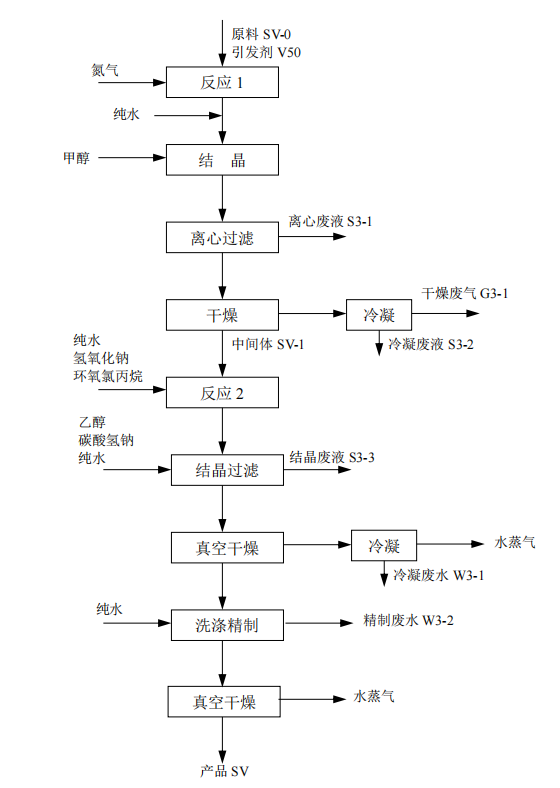 原料 SV-0
引发剂 V50
氮气
反应 1
纯水
甲醇
结 晶
离心过滤
离心废液 S3-1
干燥
冷凝
干燥废气 G3-1
冷凝废液 S3-2
中间体 SV-1
纯水
氢氧化钠
环氧氯丙烷
反应 2
乙醇
碳酸氢钠
纯水
结晶过滤
结晶废液 S3-3
真空干燥
冷凝
水蒸气
冷凝废水 W3-1
纯水
洗涤精制
精制废水 W3-2
真空干燥
水蒸气
产品 SV